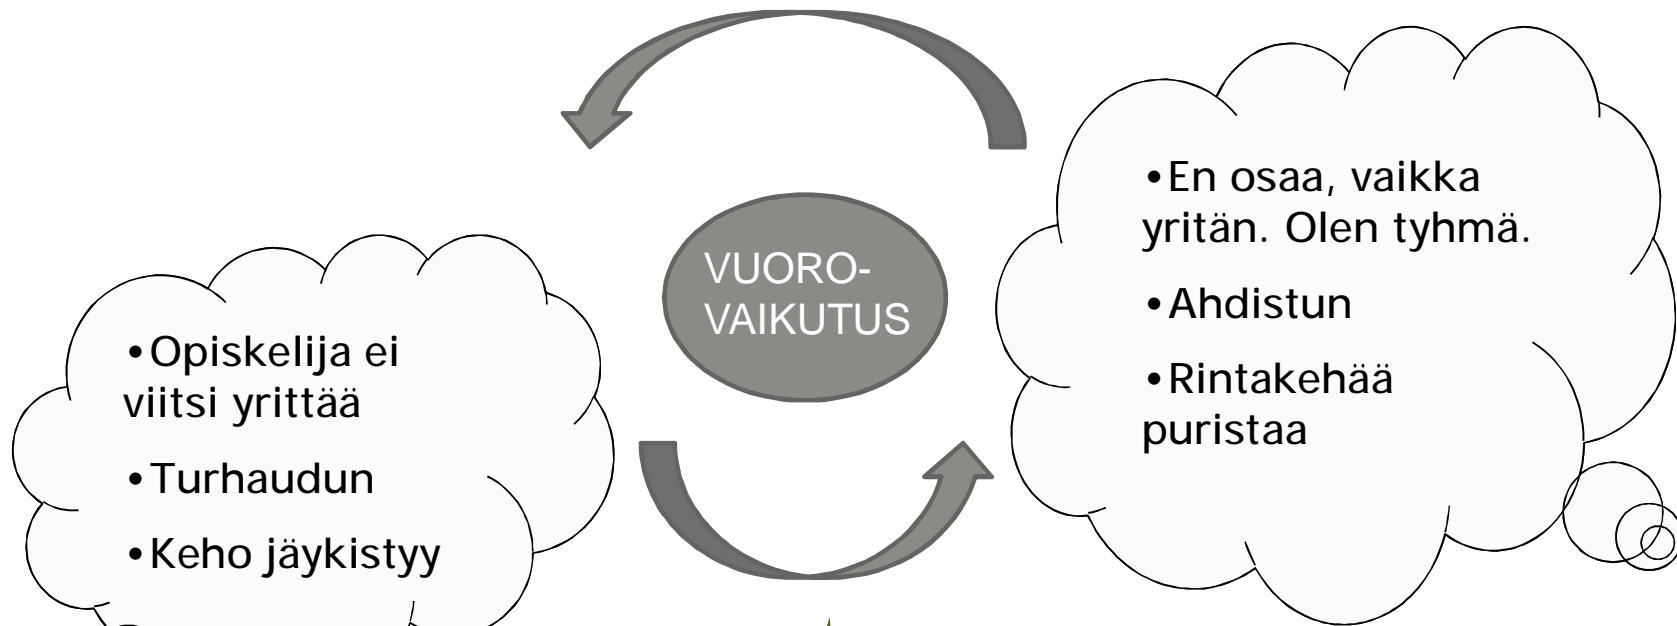 •Opiskelija ei
viitsi yrittää
•Turhaudun
•Keho jäykistyy
VUORO-
VAIKUTUS
•En osaa, vaikka
yritän. Olen tyhmä.
•Ahdistun
•Rintakehää
puristaa